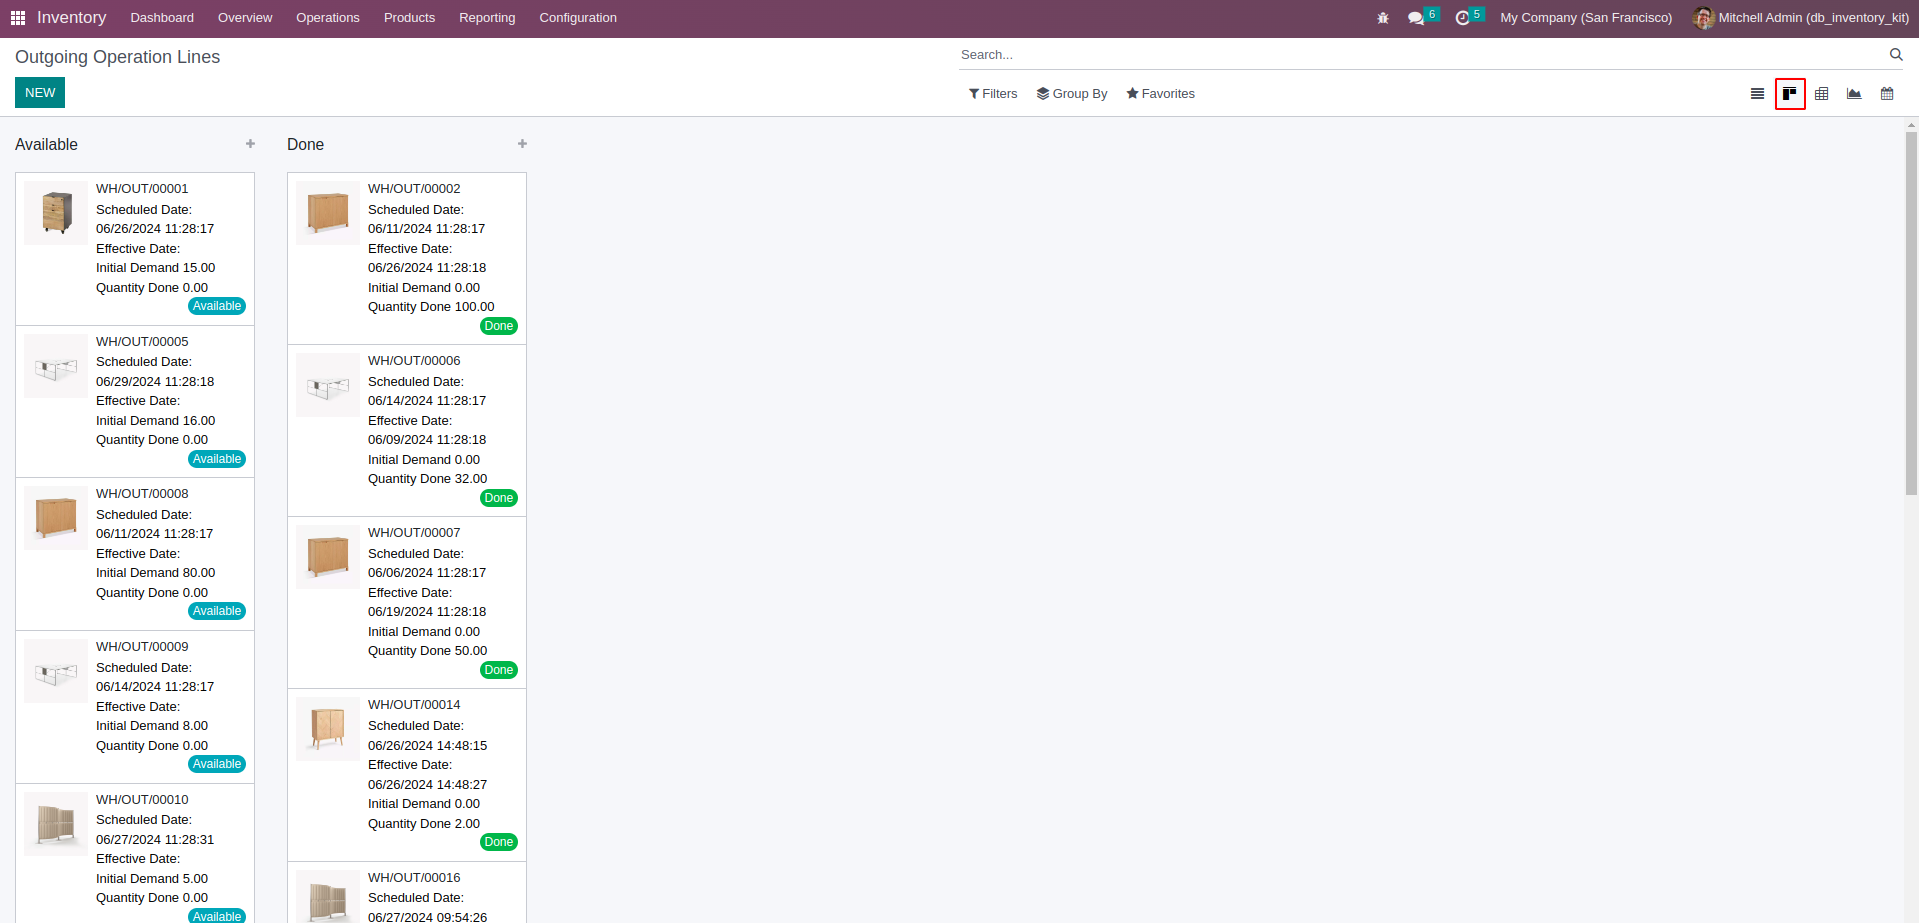 Inventory Dashboard Overview Operations Products Reporting Configuration 6 5 My Company (San Francisco) Mitchell Admin (db_inventory_kit)
Outgoing Operation Lines
Search...
NEW
Filters Group By Favorites
Available +
WH/OUT/00001
Scheduled Date:
06/26/2024 11:28:17
Effective Date:
Initial Demand 15.00
Quantity Done 0.00
Available
WH/OUT/00005
Scheduled Date:
06/29/2024 11:28:18
Effective Date:
Initial Demand 16.00
Quantity Done 0.00
Available
WH/OUT/00008
Scheduled Date:
06/11/2024 11:28:17
Effective Date:
Initial Demand 80.00
Quantity Done 0.00
Available
WH/OUT/00009
Scheduled Date:
06/14/2024 11:28:17
Effective Date:
Initial Demand 8.00
Quantity Done 0.00
Available
WH/OUT/00010
Scheduled Date:
06/27/2024 11:28:31
Effective Date:
Initial Demand 5.00
Quantity Done 0.00
Available
Done +
WH/OUT/00002
Scheduled Date:
06/11/2024 11:28:17
Effective Date:
06/26/2024 11:28:18
Initial Demand 0.00
Quantity Done 100.00
Done
WH/OUT/00006
Scheduled Date:
06/14/2024 11:28:17
Effective Date:
06/09/2024 11:28:18
Initial Demand 0.00
Quantity Done 32.00
Done
WH/OUT/00007
Scheduled Date:
06/06/2024 11:28:17
Effective Date:
06/19/2024 11:28:18
Initial Demand 0.00
Quantity Done 50.00
Done
WH/OUT/00014
Scheduled Date:
06/26/2024 14:48:15
Effective Date:
06/26/2024 14:48:27
Initial Demand 0.00
Quantity Done 2.00
Done
WH/OUT/00016
Scheduled Date:
06/27/2024 09:54:26